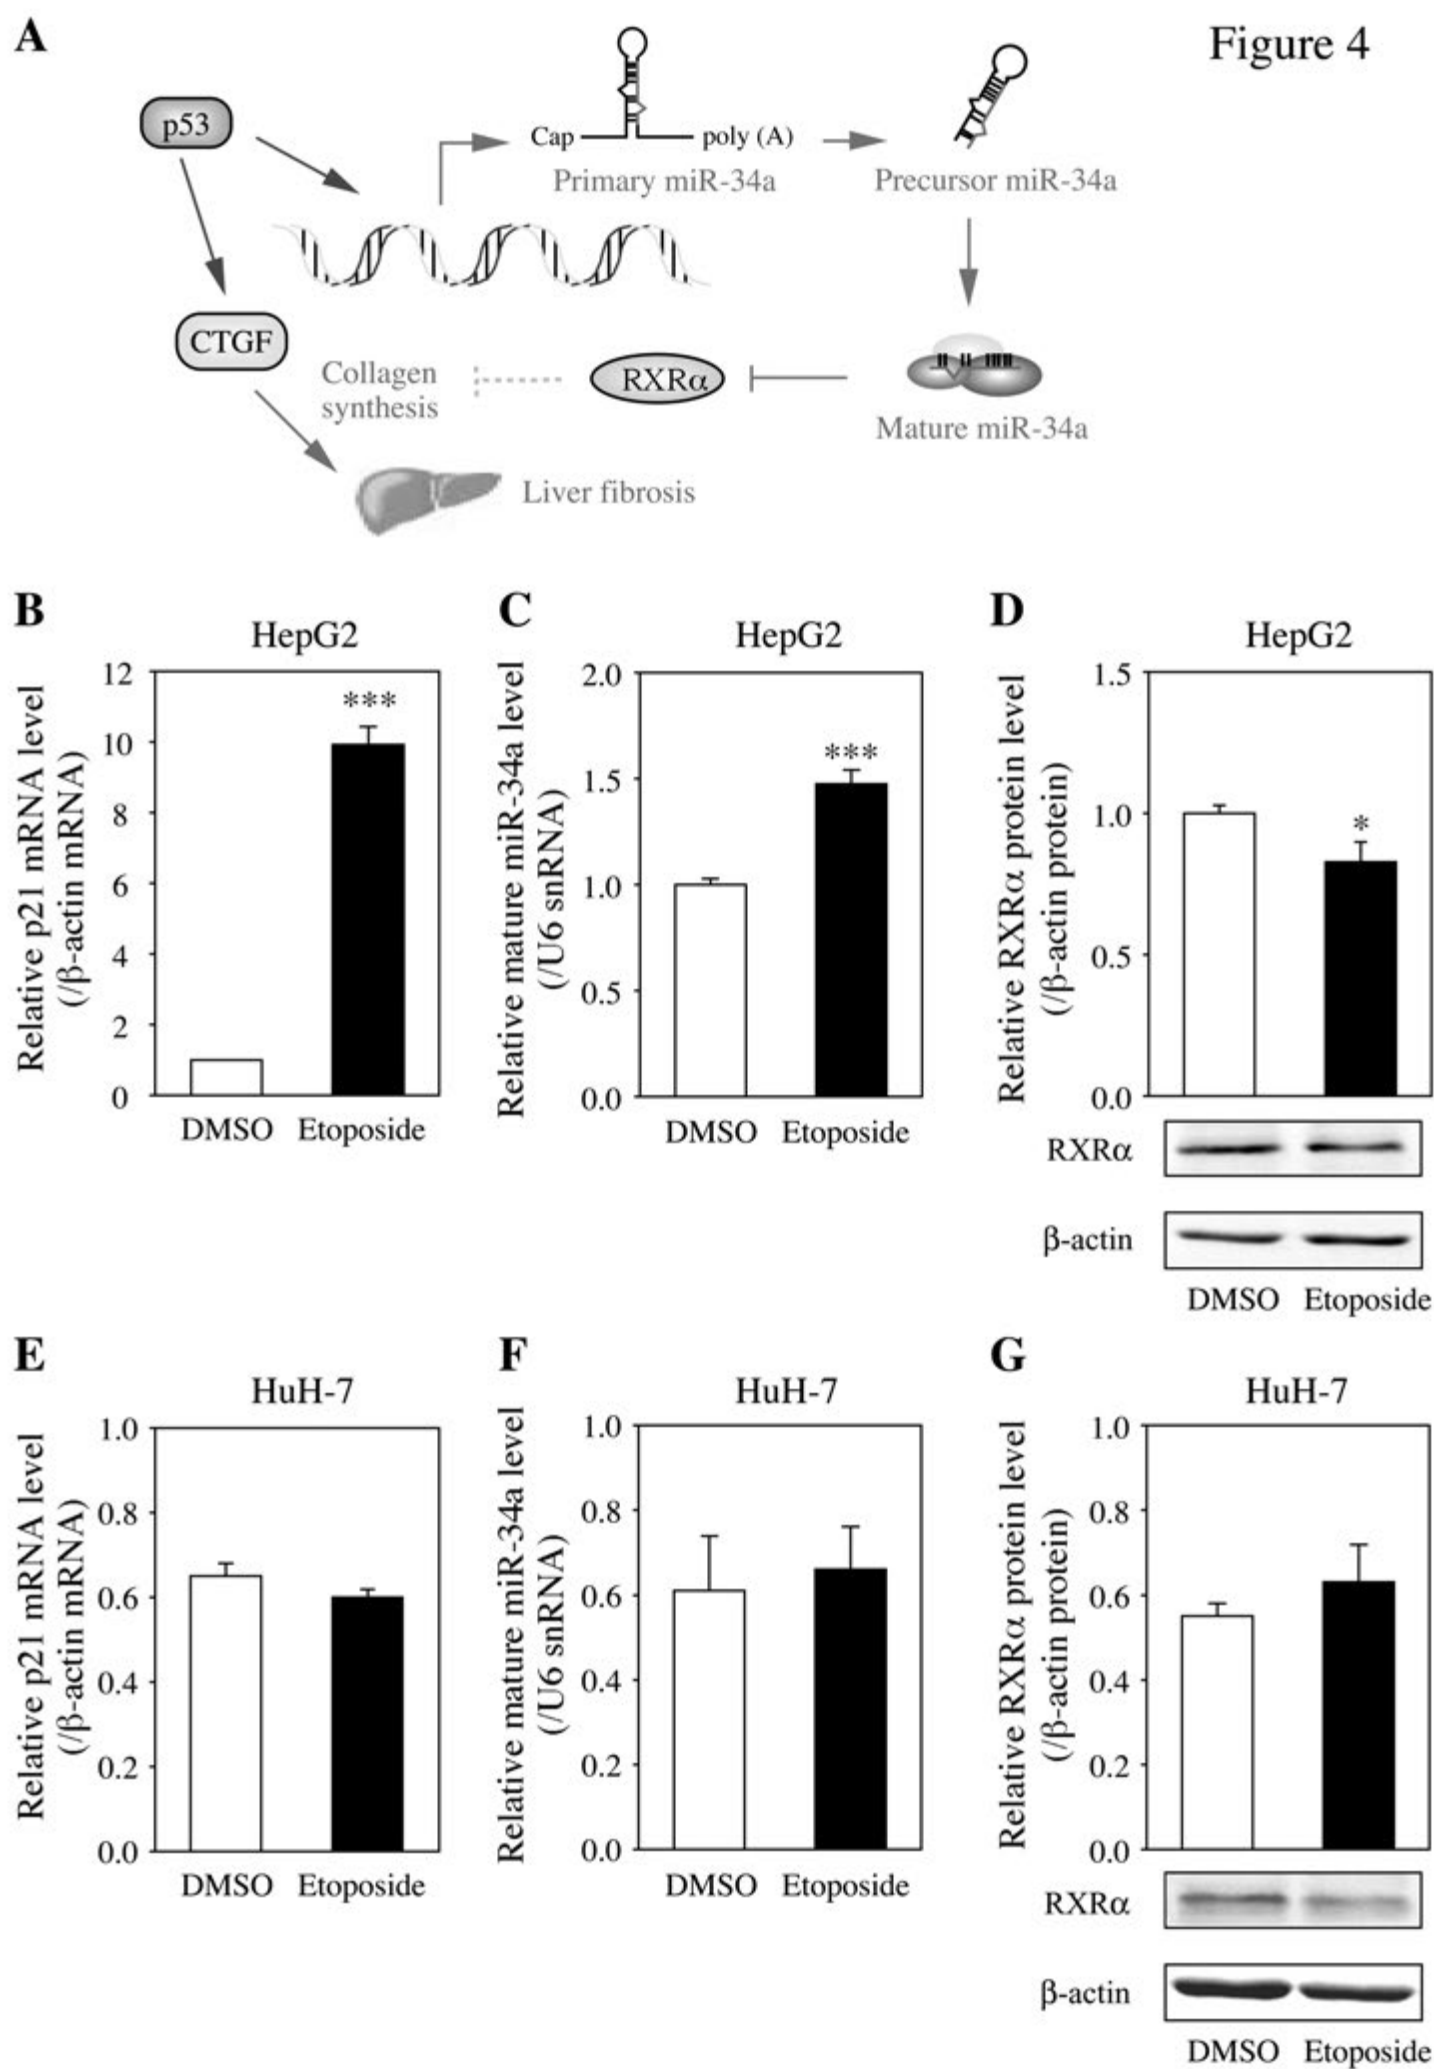 A
Figure 4
p53
Cap
poly (A)
Primary miR-34a
Precursor miR-34a
CTGF
Collagen
synthesis
RXRα
Mature miR-34a
Liver fibrosis
B
HepG2
Relative p21 mRNA level
(/β-actin mRNA)
12
10
8
6
4
2
0
***
DMSO Etoposide
C
HepG2
Relative mature miR-34a level
(/U6 snRNA)
2.0
1.5
1.0
0.5
0.0
***
DMSO Etoposide
D
HepG2
Relative RXRα protein level
(/β-actin protein)
1.5
1.0
0.5
0.0
*
RXRα
β-actin
DMSO Etoposide
E
HuH-7
Relative p21 mRNA level
(/β-actin mRNA)
1.0
0.8
0.6
0.4
0.2
0.0
DMSO Etoposide
F
HuH-7
Relative mature miR-34a level
(/U6 snRNA)
1.0
0.8
0.6
0.4
0.2
0.0
DMSO Etoposide
G
HuH-7
Relative RXRα protein level
(/β-actin protein)
1.0
0.8
0.6
0.4
0.2
0.0
RXRα
β-actin
DMSO Etoposide